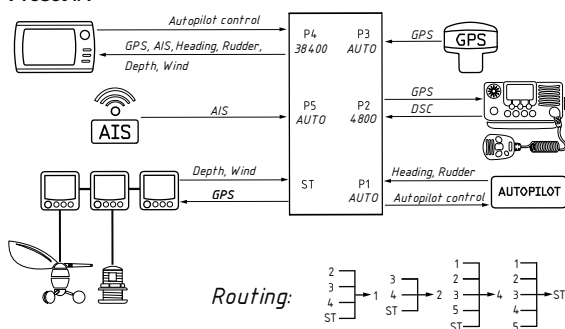 Autopilot control
GPS, AIS, Heading, Rudder,
Depth, Wind
P4
38400
P3
AUTO
GPS
GPS
AIS
AIS
P5
AUTO
P2
4800
GPS
DSC
Depth, Wind
GPS
ST
P1
AUTO
Heading, Rudder
Autopilot control
AUTOPILOT
Routing:
2
3
4
ST
1
3
4
ST
2
1
2
3
5
ST
4
1
2
3
4
5
ST